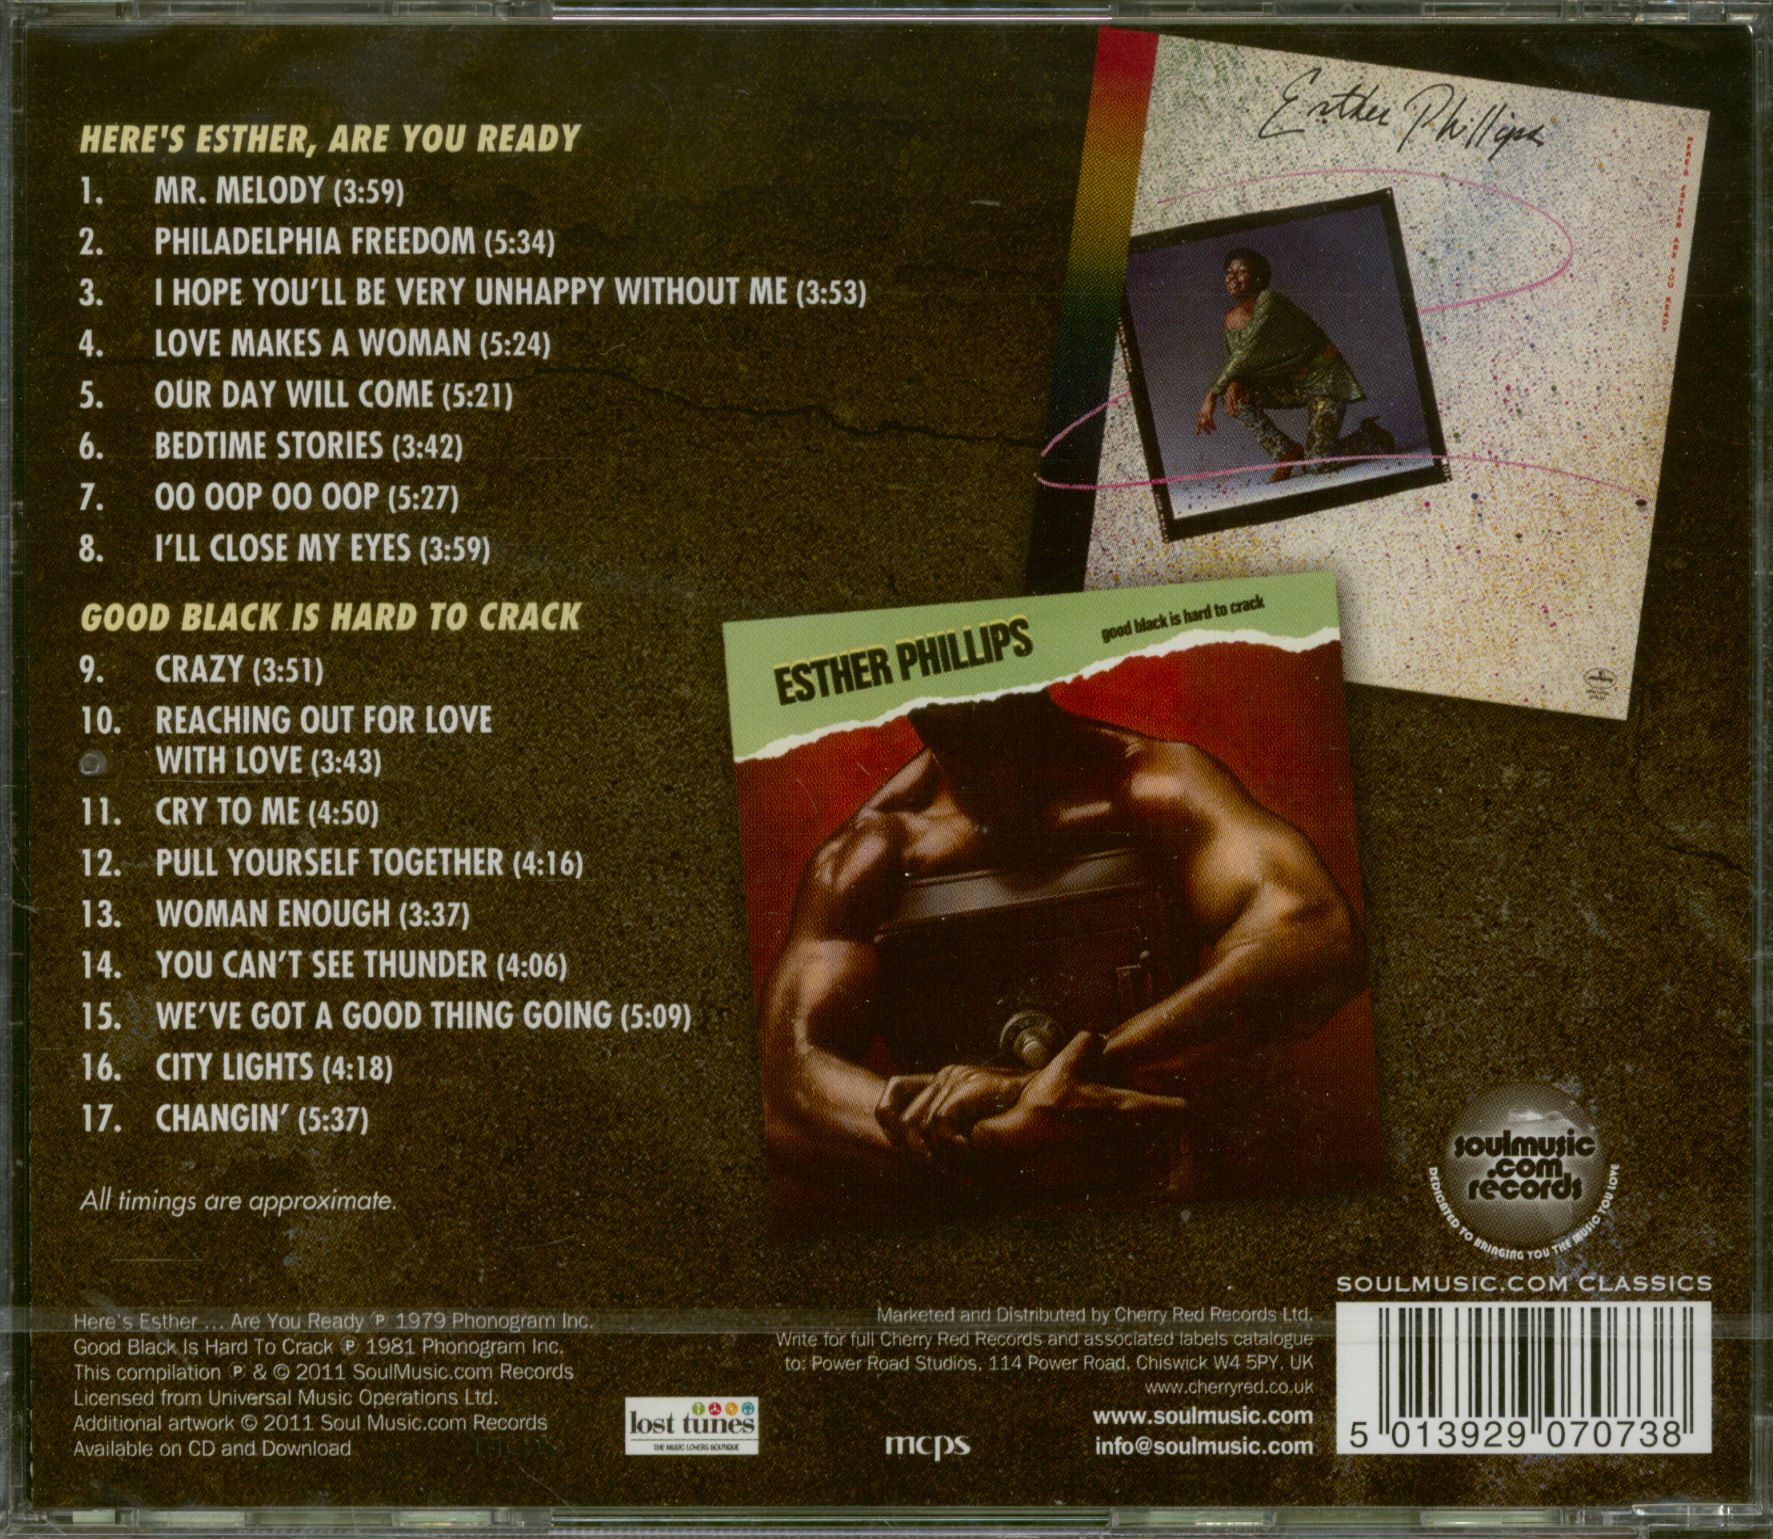 HERE'S ESTHER, ARE YOU READY
1. MR. MELODY (3:59)
2. PHILADELPHIA FREEDOM (5:34)
3. I HOPE YOU'LL BE VERY UNHAPPY WITHOUT ME (3:53)
4. LOVE MAKES A WOMAN (5:24)
5. OUR DAY WILL COME (5:21)
6. BEDTIME STORIES (3:42)
7. OO OOP OO OOP (5:27)
8. I'LL CLOSE MY EYES (3:59)
GOOD BLACK IS HARD TO CRACK
9. CRAZY (3:51)
10. REACHING OUT FOR LOVE
WITH LOVE (3:43)
11. CRY TO ME (4:50)
12. PULL YOURSELF TOGETHER (4:16)
13. WOMAN ENOUGH (3:37)
14. YOU CAN'T SEE THUNDER (4:06)
15. WE'VE GOT A GOOD THING GOING (5:09)
16. CITY LIGHTS (4:18)
17. CHANGIN' (5:37)
All timings are approximate.
Esther Phillips
HERE'S ESTHER ARE YOU READY
ESTHER PHILLIPS
good black is hard to crack
soulmusic
.com
records
DEDICATED TO BRINGING YOU THE MUSIC YOU LOVE
SOULMUSIC.COM CLASSICS
Here's Esther ... Are You Ready ℗ 1979 Phonogram Inc.
Good Black Is Hard To Crack ℗ 1981 Phonogram Inc.
This compilation ℗ & © 2011 SoulMusic.com Records
Licensed from Universal Music Operations Ltd.
Additional artwork © 2011 Soul Music.com Records
Available on CD and Download
lost tunes
THE MUSIC LOVERS BOUTIQUE
mcps
Marketed and Distributed by Cherry Red Records Ltd.
Write for full Cherry Red Records and associated labels catalogue
to: Power Road Studios, 114 Power Road, Chiswick W4 5PY, UK
www.cherryred.co.uk
www.soulmusic.com
info@soulmusic.com
5 013929 070738